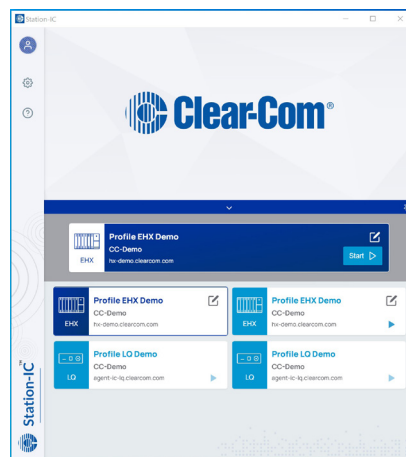 Station-IC
Clear-Com®
Profile EHX Demo
CC-Demo
hx-demo.clearcom.com
EHX
Start
Profile EHX Demo
CC-Demo
hx-demo.clearcom.com
EHX
Profile EHX Demo
CC-Demo
hx-demo.clearcom.com
EHX
Profile LQ Demo
CC-Demo
agent-ic-lq.clearcom.com
LQ
Profile LQ Demo
CC-Demo
agent-ic-lq.clearcom.com
LQ
Station-IC™